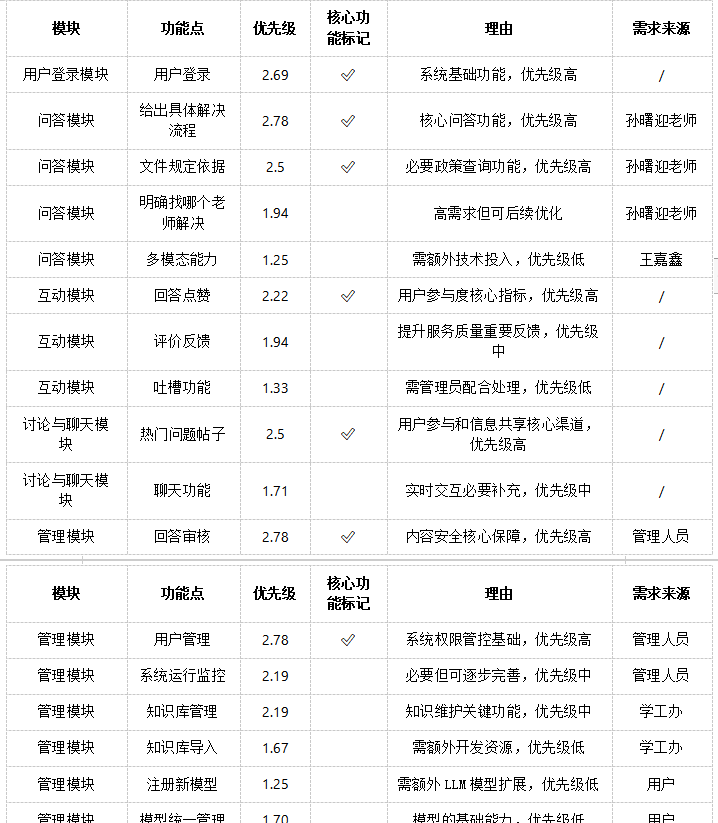 模块 功能点 优先级 核心功能标记 理由 需求来源
用户登录模块 用户登录 2.69 ✓ 系统基础功能，优先级高 /
问答模块 给出具体解决流程 2.78 ✓ 核心问答功能，优先级高 孙曙迎老师
问答模块 文件规定依据 2.5 ✓ 必要政策查询功能，优先级高 孙曙迎老师
问答模块 明确找哪个老师解决 1.94 高需求但可后续优化 孙曙迎老师
问答模块 多模态能力 1.25 需额外技术投入，优先级低 王嘉鑫
互动模块 回答点赞 2.22 ✓ 用户参与度核心指标，优先级高 /
互动模块 评价反馈 1.94 提升服务质量重要反馈，优先级中 /
互动模块 吐槽功能 1.33 需管理员配合处理，优先级低 /
讨论与聊天模块 热门问题帖子 2.5 ✓ 用户参与和信息共享核心渠道，优先级高 /
讨论与聊天模块 聊天功能 1.71 实时交互必要补充，优先级中 /
管理模块 回答审核 2.78 ✓ 内容安全核心保障，优先级高 管理人员
模块 功能点 优先级 核心功能标记 理由 需求来源
管理模块 用户管理 2.78 ✓ 系统权限管控基础，优先级高 管理人员
管理模块 系统运行监控 2.19 必要但可逐步完善，优先级中 管理人员
管理模块 知识库管理 2.19 知识维护关键功能，优先级中 学工办
管理模块 知识库导入 1.67 需额外开发资源，优先级低 学工办
管理模块 注册新模型 1.25 需额外 LLM 模型扩展，优先级低 用户
管理模块 模型统一管理 1.70 模型的基础能力，优先级低 用户